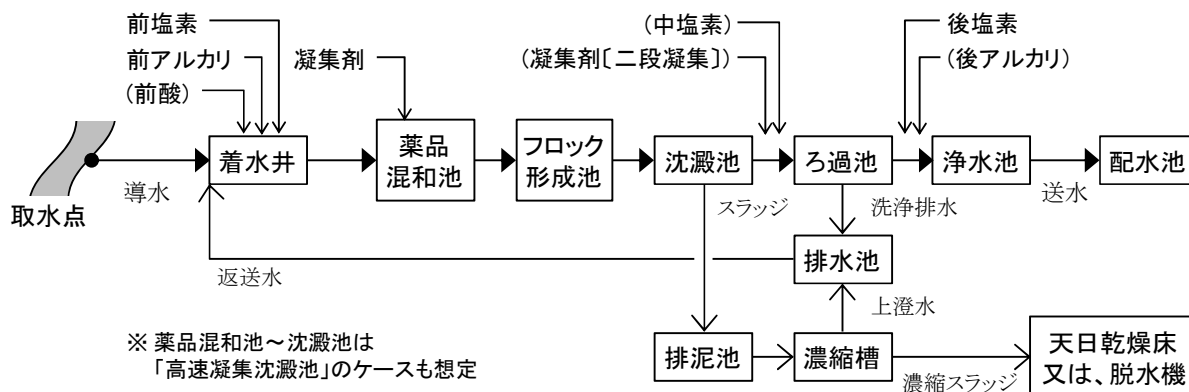 前塩素
前アルカリ
(前酸)
凝集剤
(中塩素)
(凝集剤〔二段凝集〕)
後塩素
(後アルカリ)
取水点
導水
着水井
薬品
混和池
フロック
形成池
沈澱池
ろ過池
浄水池
送水
配水池
スラッジ
洗浄排水
返送水
排水池
上澄水
※ 薬品混和池～沈澱池は
「高速凝集沈澱池」のケースも想定
排泥池
濃縮槽
濃縮スラッジ
天日乾燥床
又は、脱水機